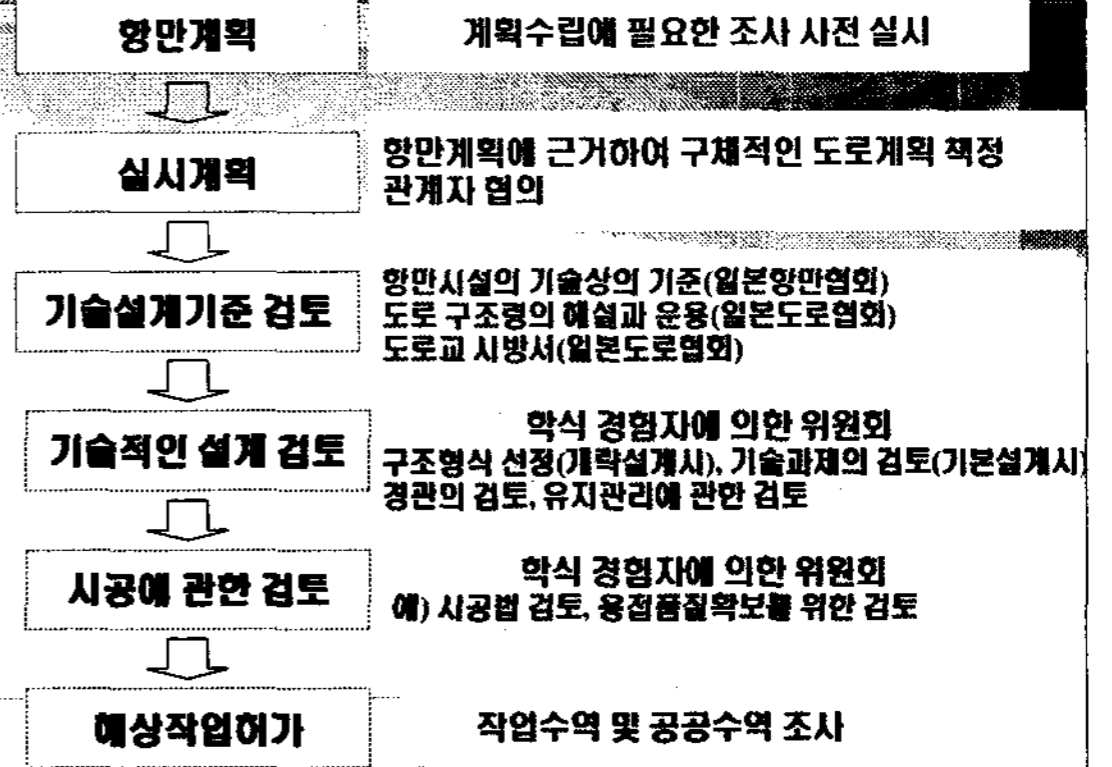 항만계획
계획수립에 필요한 조사 사전 실시
실시계획
항만계획에 근거하여 구체적인 도로계획 책정
관계자 협의
기술설계기준 검토
항만시설의 기술상의 기준(일본항만협회)
도로 구조령의 해설과 운용(일본도로협회)
도로교 시방서(일본도로협회)
기술적인 설계 검토
학식 경험자에 의한 위원회
구조형식 선정(개략설계시), 기술과제의 검토(기본설계시)
경관의 검토, 유지관리에 관한 검토
시공에 관한 검토
학식 경험자에 의한 위원회
예) 시공법 검토, 용접품질확보를 위한 검토
해상작업허가
작업수역 및 공공수역 조사